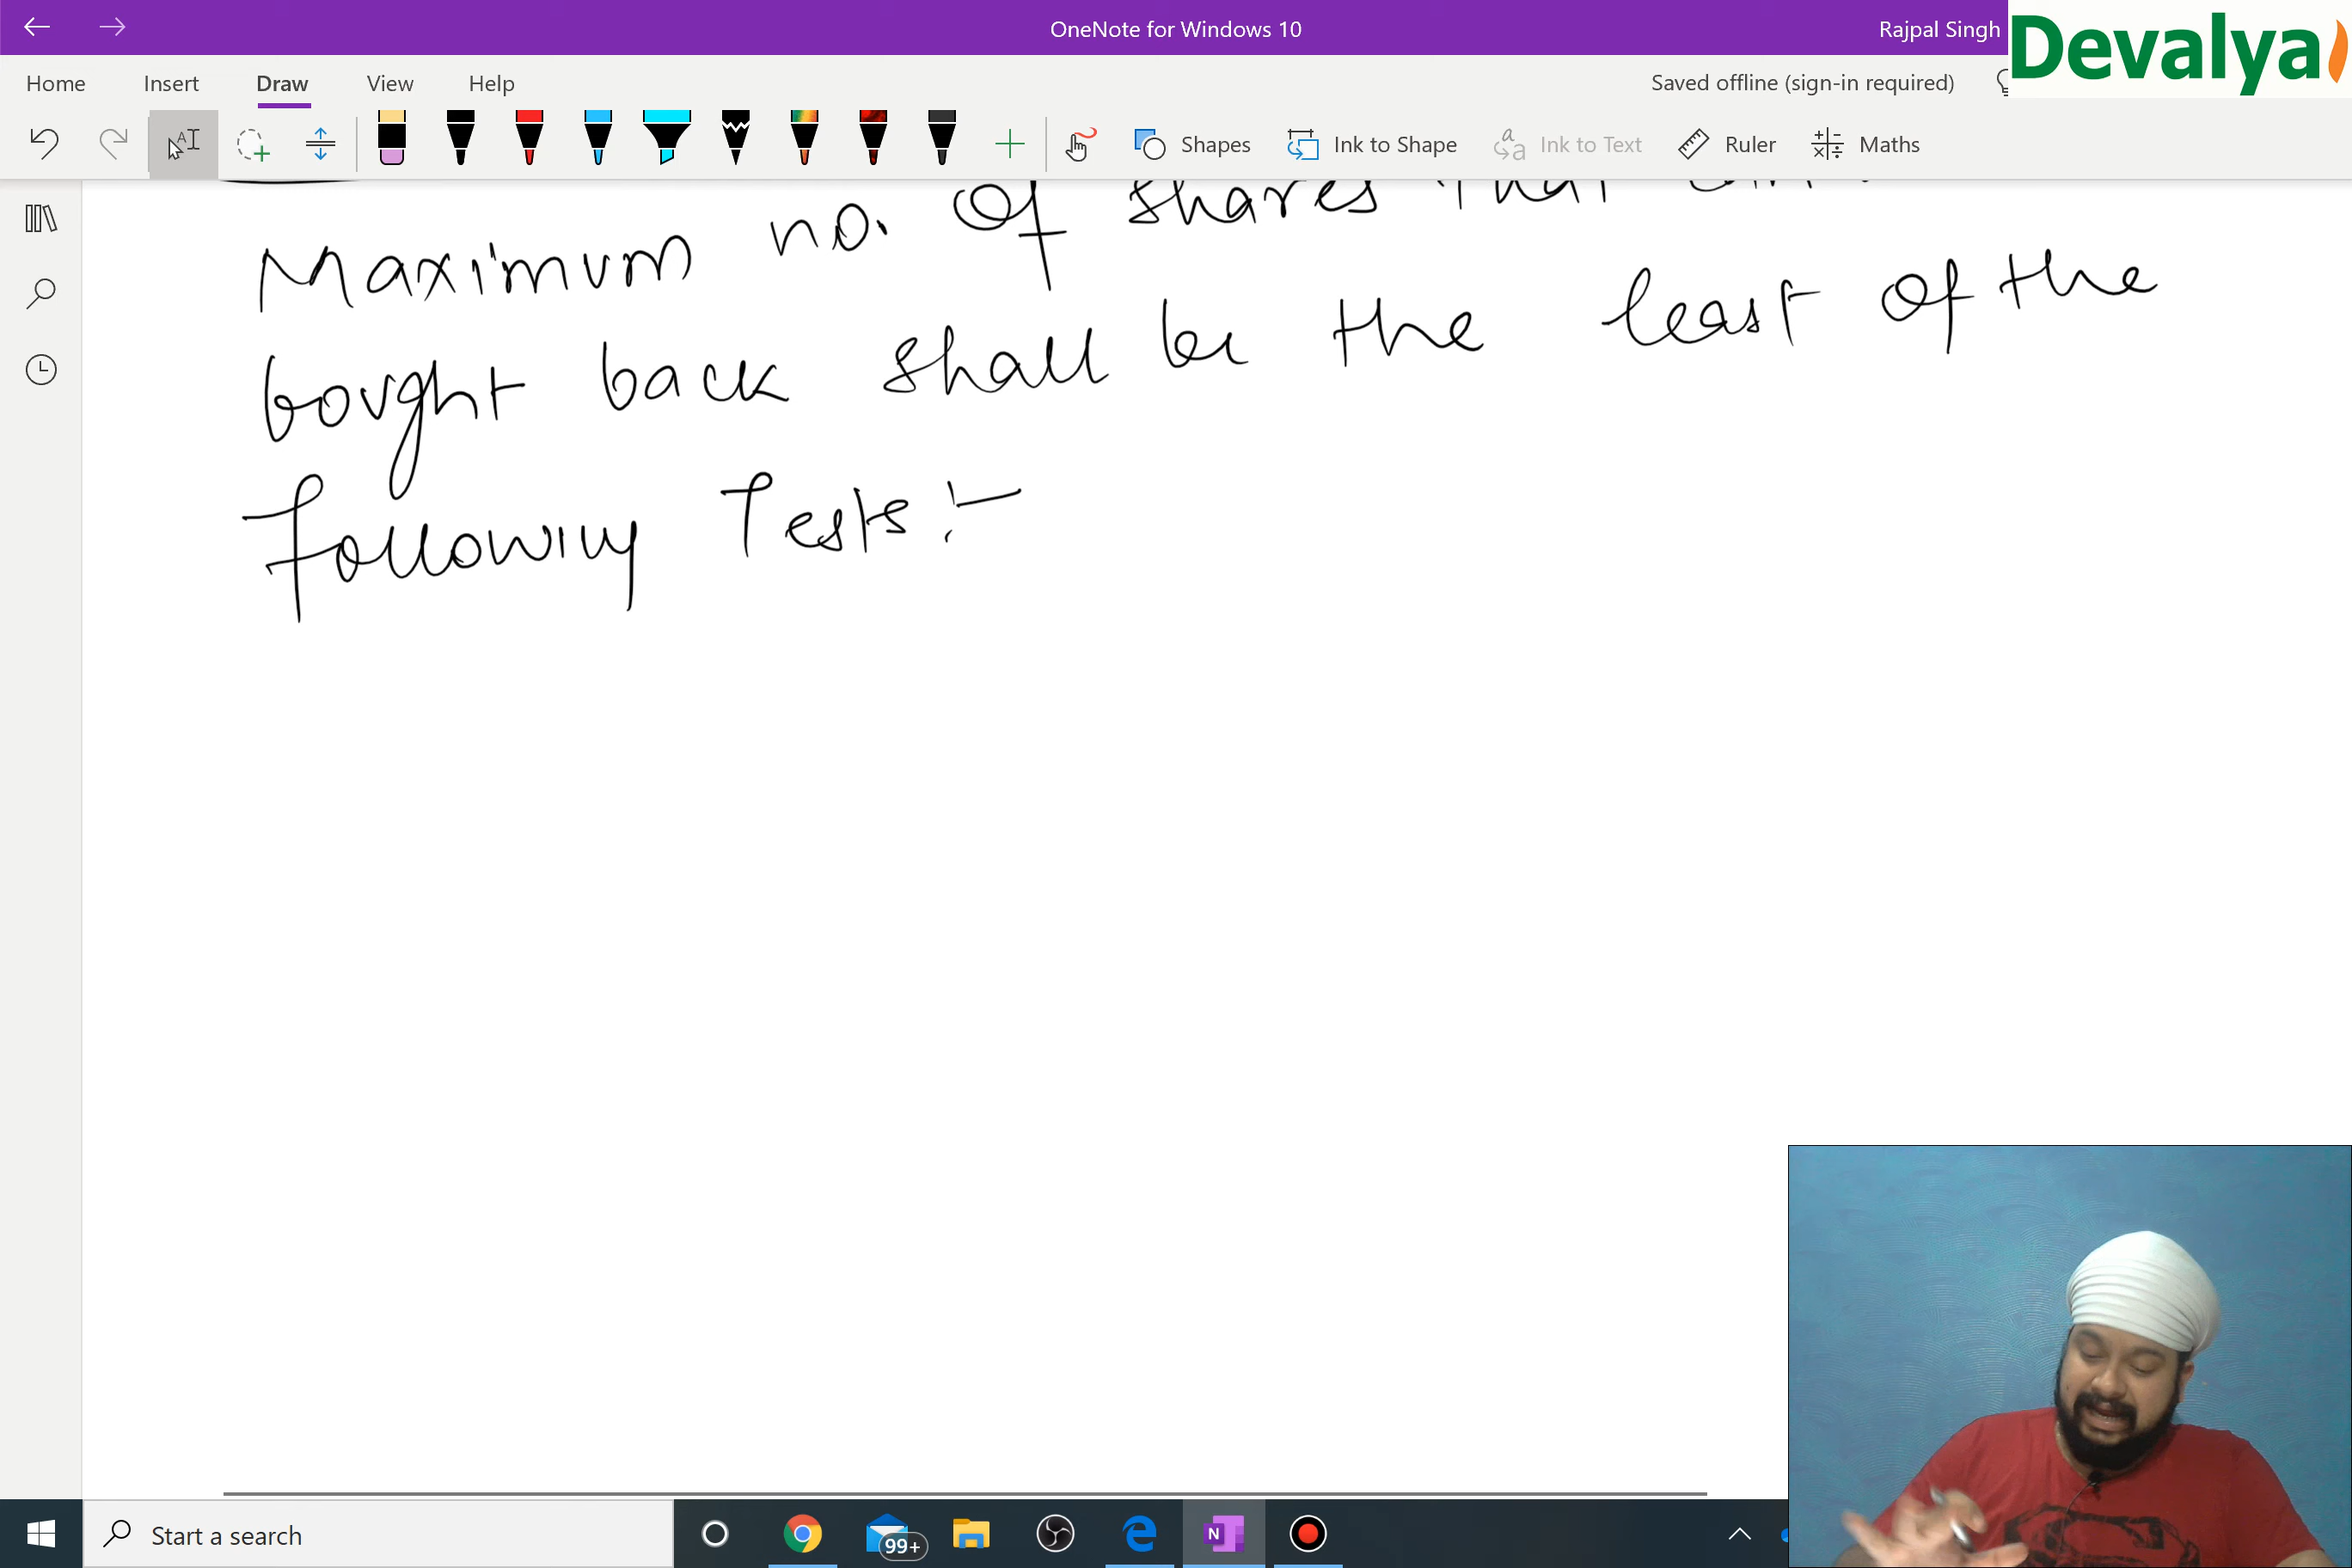 OneNote for Windows 10
Rajpal Singh
Devalya
Home Insert Draw View Help
Saved offline (sign-in required)
Shapes Ink to Shape Ink to Text Ruler Maths
Maximum no. of shares that can
bought back shall be the least of the
Following Tests :-
Start a search
99+